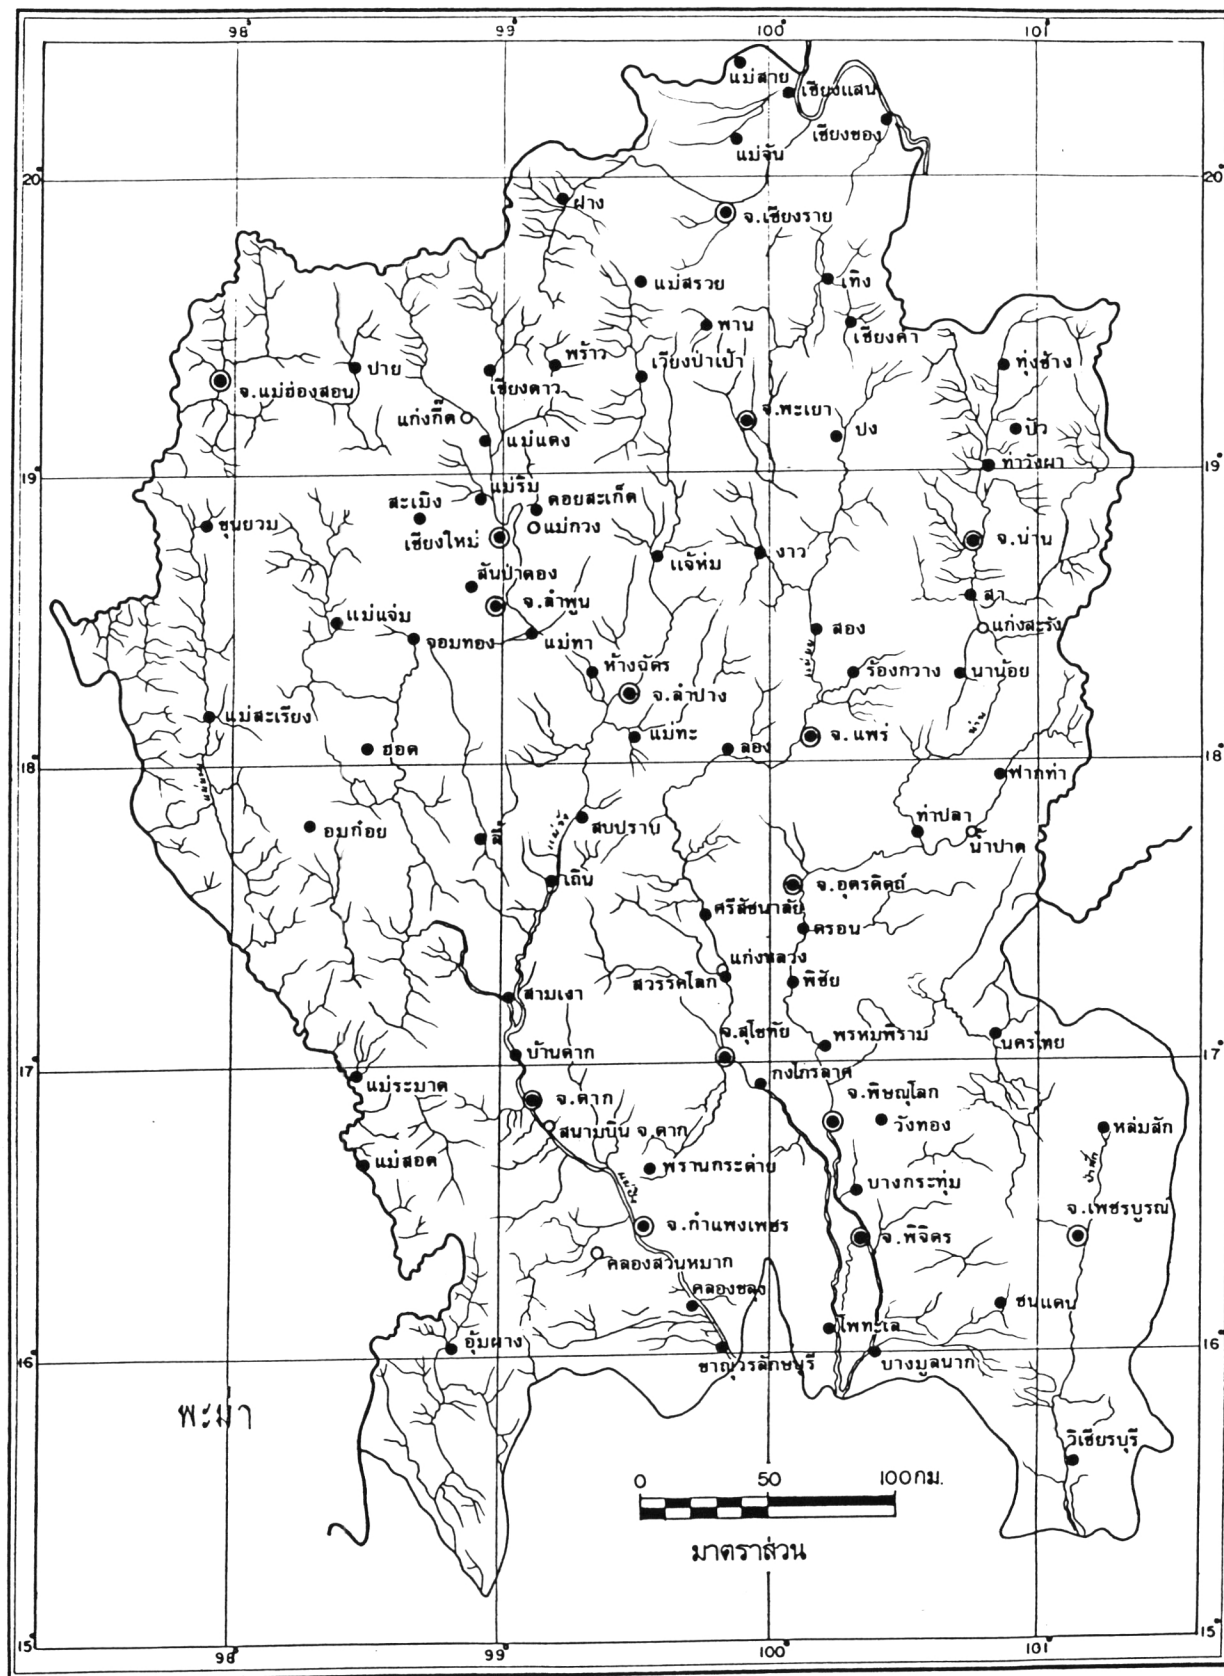 98°
99°
100°
101°
แม่สาย
เชียงแสน
เชียงของ
แม่จัน
20°
20°
ฝาง
จ.เชียงราย
แม่สรวย
เทิง
พาน
เชียงคำ
พร้าว
เวียงป่าเป้า
ทุ่งช้าง
ปาย
เชียงดาว
จ.แม่ฮ่องสอน
แก่งกี๊ด
จ.พะเยา
ปง
ปัว
แม่แตง
ท่าวังผา
19°
19°
แม่ริม
สะเมิง
ดอยสะเก็ด
ขุนยวม
แม่กวง
เชียงใหม่
จ.น่าน
แจ้ห่ม
งาว
สันป่าตอง
สา
จ.ลำพูน
แม่แจ่ม
แก่งสะรัง
จอมทอง
แม่ทา
สอง
ห้างฉัตร
ร้องกวาง
นาน้อย
จ.ลำปาง
แม่สะเรียง
น่าน
แม่ทะ
ลอง
จ.แพร่
ฮอด
18°
18°
ฟากท่า
ท่าปลา
อมก๋อย
สบปราบ
น้ำปาด
แม่วัง
ลี้
เถิน
จ.อุตรดิตถ์
ศรีสัชนาลัย
ตรอน
แก่งหลวง
สวรรคโลก
พิชัย
สามเงา
จ.สุโขทัย
พรหมพิราม
นครไทย
บ้านตาก
17°
17°
กงไกรลาศ
แม่ระมาด
จ.พิษณุโลก
จ.ตาก
สนามบิน จ.ตาก
วังทอง
หล่มสัก
แม่สอด
พรานกระต่าย
ป่าสัก
แม่ปิง
บางกระทุ่ม
จ.เพชรบูรณ์
จ.กำแพงเพชร
จ.พิจิตร
คลองสวนหมาก
คลองขลุง
ชนแดน
โพทะเล
อุ้มผาง
16°
16°
ขาณุวรลักษบุรี
บางมูลนาก
พะม่า
วิเชียรบุรี
0 50 100 กม.
มาตราส่วน
15°
15°
98°
99°
100°
101°